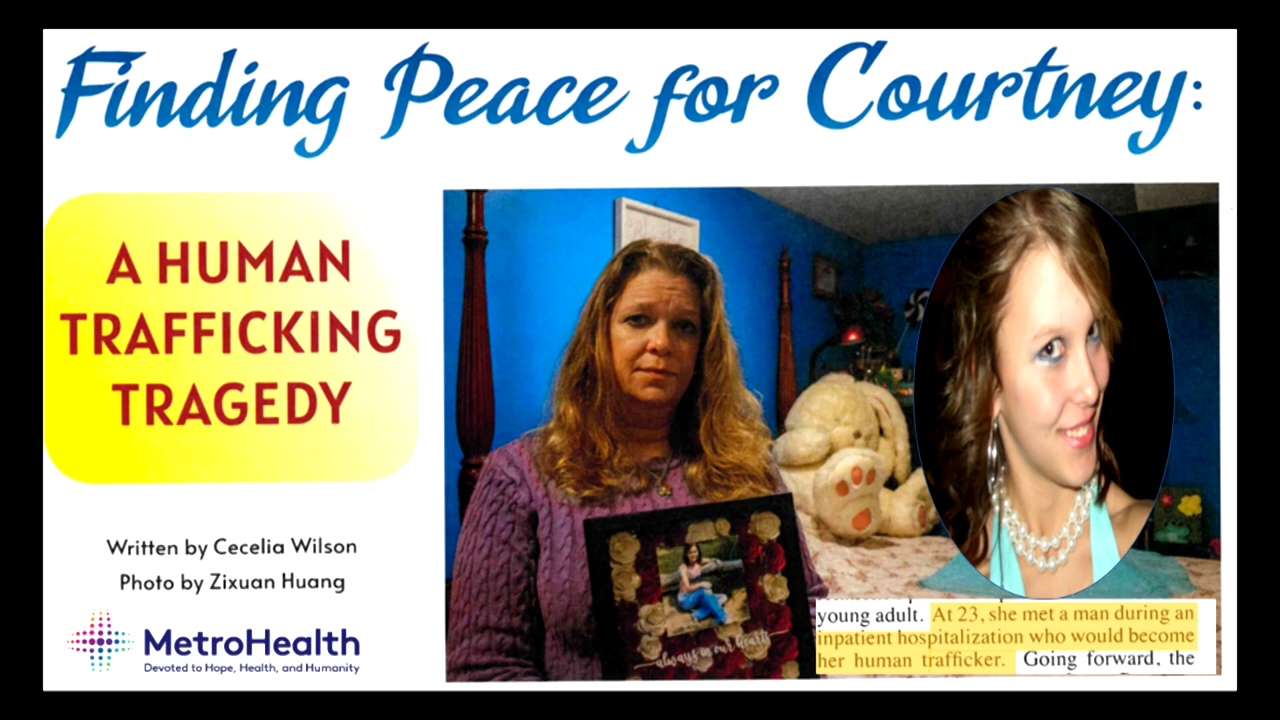 Finding Peace for Courtney:
A HUMAN
TRAFFICKING
TRAGEDY
Written by Cecelia Wilson
Photo by Zixuan Huang
MetroHealth
Devoted to Hope, Health, and Humanity
always in our hearts
young adult. At 23, she met a man during an
inpatient hospitalization who would become
her human trafficker. Going forward, the